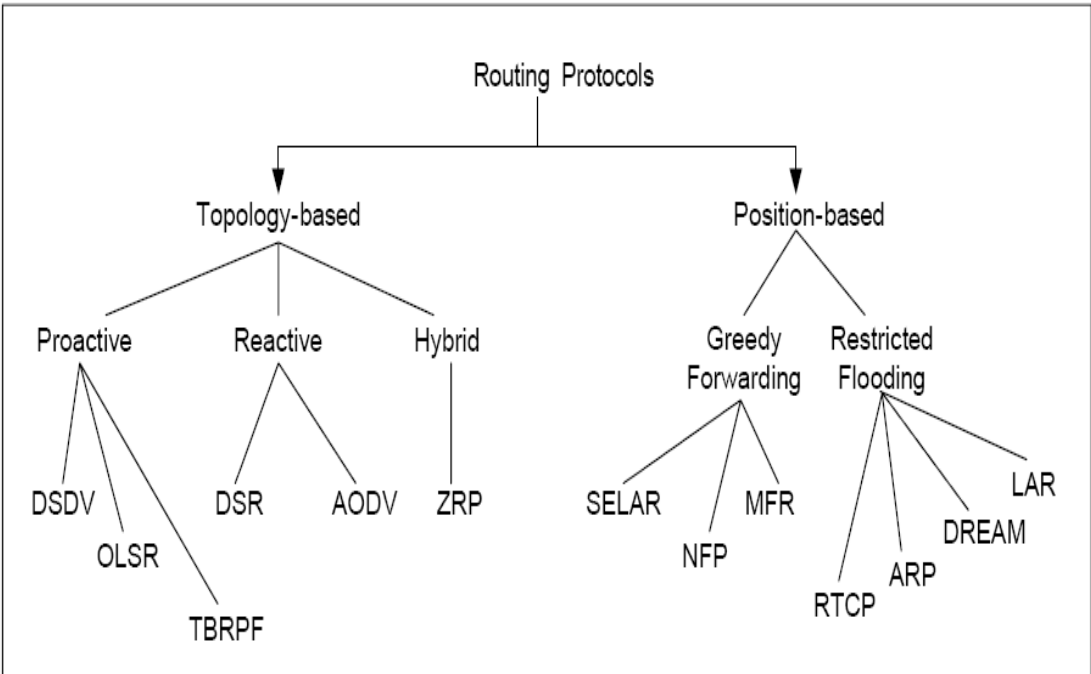 Routing Protocols
Topology-based
Position-based
Proactive
Reactive
Hybrid
Greedy
Forwarding
Restricted
Flooding
DSDV
OLSR
TBRPF
DSR
AODV
ZRP
SELAR
NFP
MFR
RTCP
ARP
DREAM
LAR